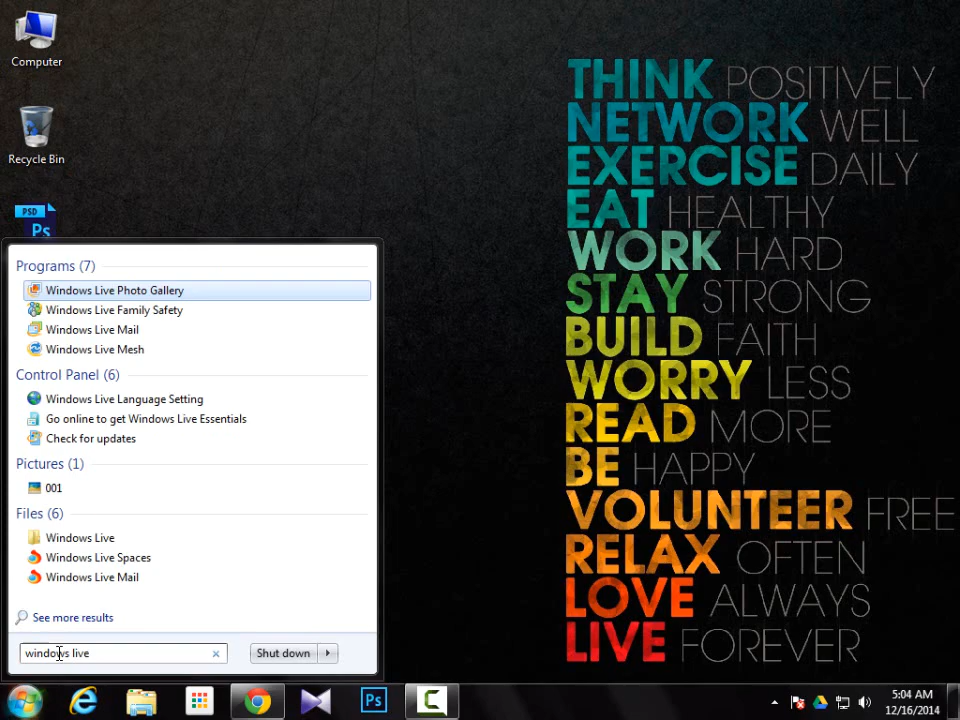 Computer
Recycle Bin
PSD
Ps
THINK POSITIVELY
NETWORK WELL
EXERCISE DAILY
EAT HEALTHY
WORK HARD
STAY STRONG
BUILD FAITH
WORRY LESS
READ MORE
BE HAPPY
VOLUNTEER FREE
RELAX OFTEN
LOVE ALWAYS
LIVE FOREVER
Programs (7)
Windows Live Photo Gallery
Windows Live Family Safety
Windows Live Mail
Windows Live Mesh
Control Panel (6)
Windows Live Language Setting
Go online to get Windows Live Essentials
Check for updates
Pictures (1)
001
Files (6)
Windows Live
Windows Live Spaces
Windows Live Mail
See more results
windows live
Shut down
Ps
5:04 AM
12/16/2014